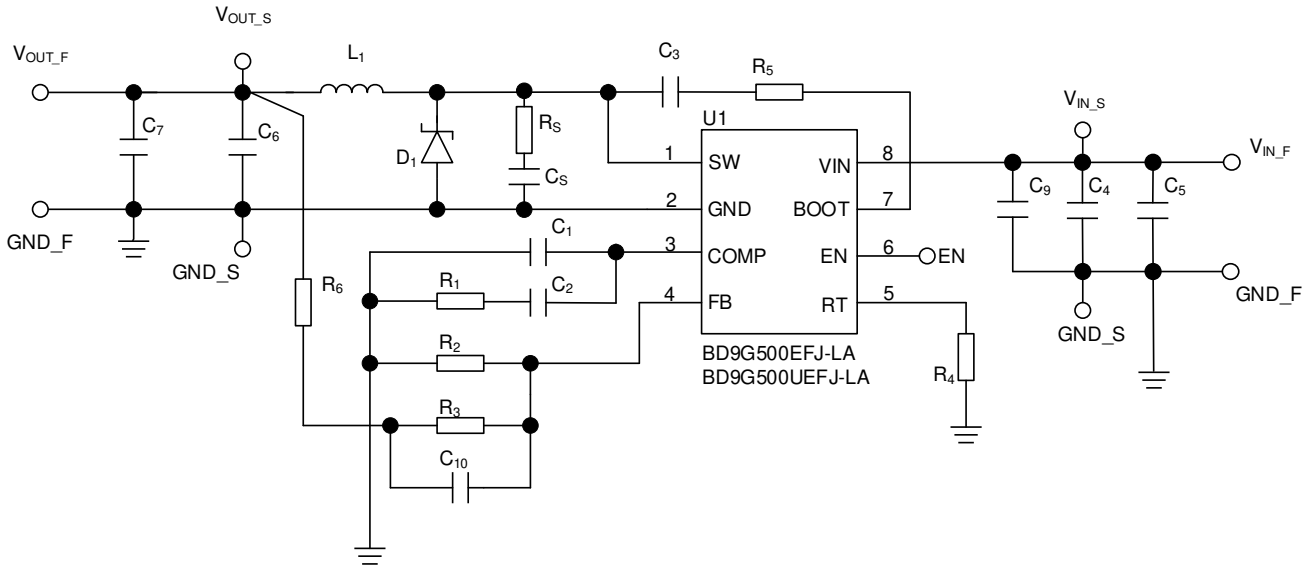 VOUT_S
VOUT_F
L1
C3
R5
U1
VIN_S
VIN_F
C7
C6
D1
RS
CS
1
SW
VIN
8
C9
C4
C5
2
GND
BOOT
7
GND_F
GND_S
C1
3
COMP
EN
6
EN
R6
R1
C2
4
FB
RT
5
GND_F
GND_S
R2
BD9G500EFJ-LA
BD9G500UEFJ-LA
R4
R3
C10